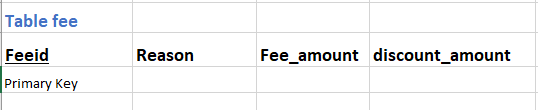 Table fee
Feeid Reason Fee_amount discount_amount
Primary Key